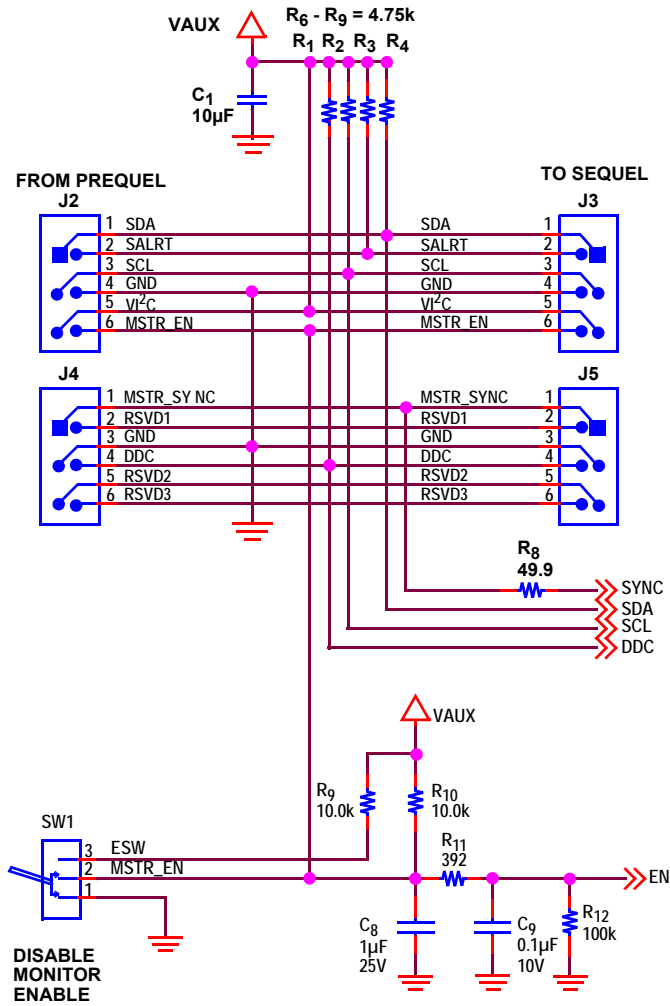 VAUX
R6 - R9 = 4.75k
R1 R2 R3 R4
C1
10µF
FROM PREQUEL
TO SEQUEL
J2
J3
1 SDA
SDA 1
2 SALRT
SALRT 2
3 SCL
SCL 3
4 GND
GND 4
5 VI²C
VI²C 5
6 MSTR_EN
MSTR_EN 6
J4
J5
1 MSTR_SY NC
MSTR_SYNC 1
2 RSVD1
RSVD1 2
3 GND
GND 3
4 DDC
DDC 4
5 RSVD2
RSVD2 5
6 RSVD3
RSVD3 6
R8
49.9
SYNC
SDA
SCL
DDC
VAUX
R9
10.0k
R10
10.0k
SW1
3 ESW
2 MSTR_EN
1
R11
392
EN
C8
1µF
25V
C9
0.1µF
10V
R12
100k
DISABLE
MONITOR
ENABLE